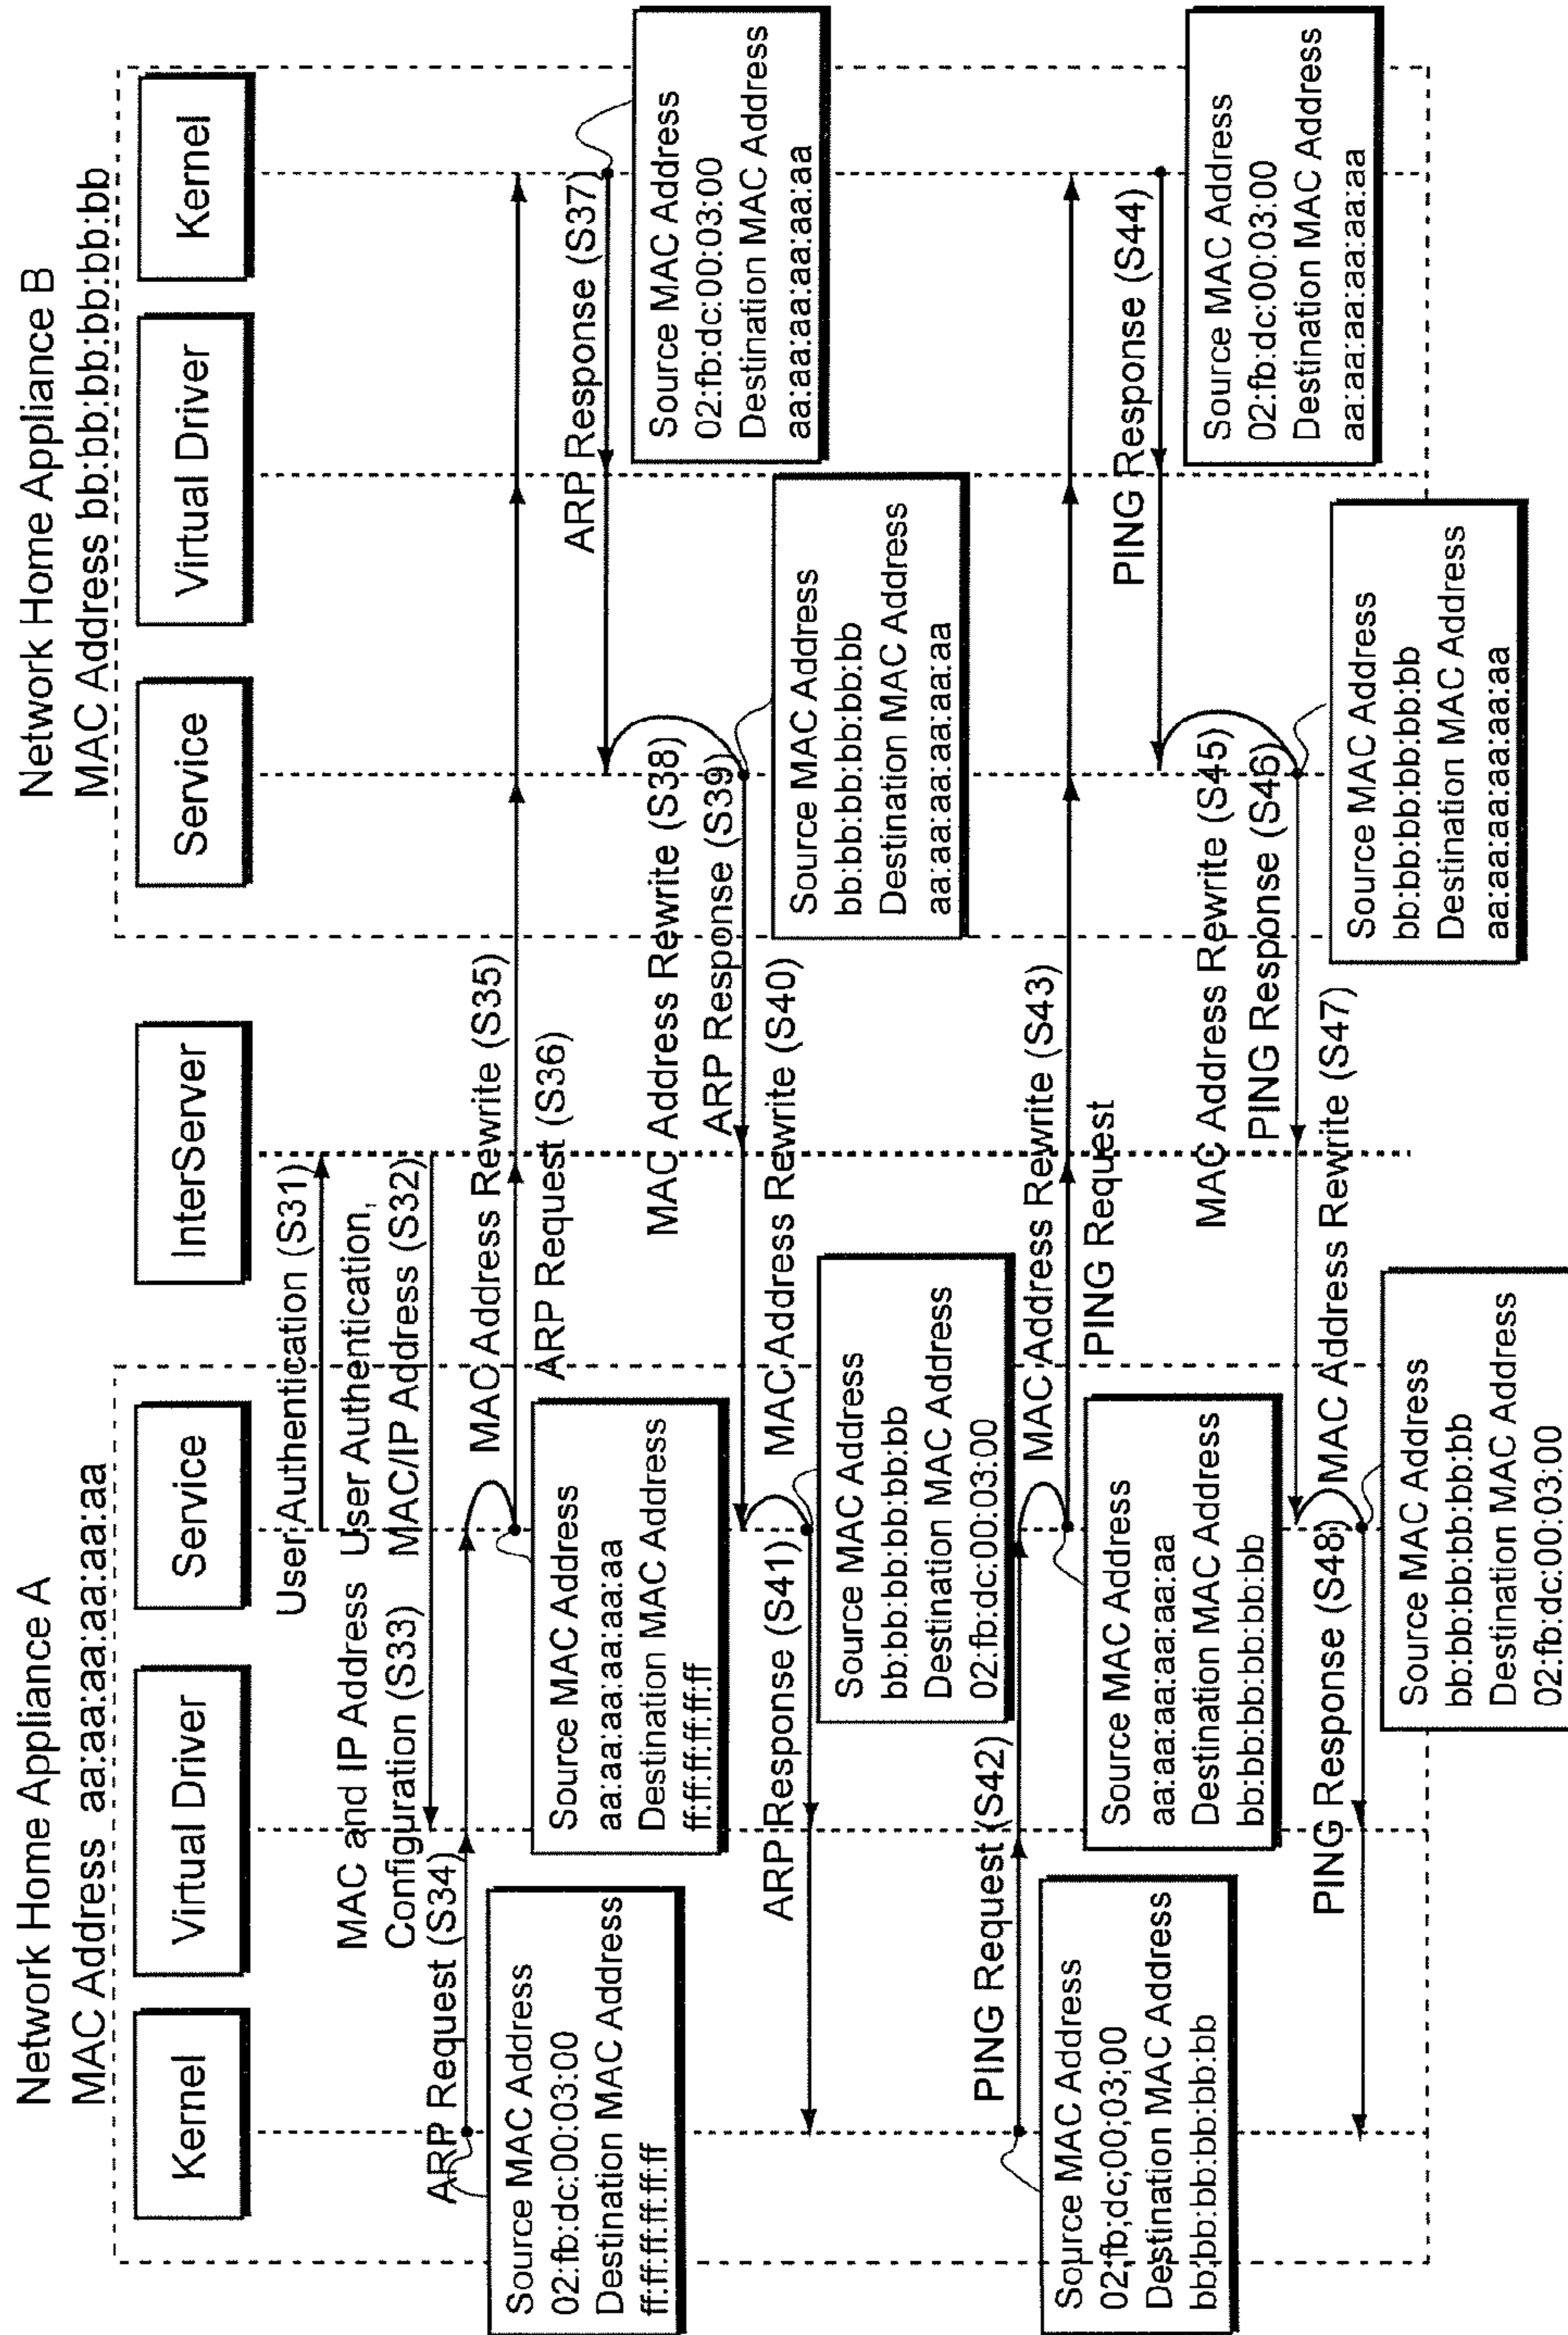 Network Home Appliance A
MAC Address aa:aa:aa:aa:aa:aa
Network Home Appliance B
MAC Address bb:bb:bb:bb:bb:bb
Kernel
Virtual Driver
Service
InterServer
Service
Virtual Driver
Kernel
User Authentication (S31)
MAC and IP Address
Configuration (S33)
User Authentication,
MAC/IP Address (S32)
ARP Request (S34)
Source MAC Address
02:fb:dc:00:03:00
Destination MAC Address
ff:ff:ff:ff:ff:ff
MAC Address Rewrite (S35)
ARP Request (S36)
Source MAC Address
aa:aa:aa:aa:aa:aa
Destination MAC Address
ff:ff:ff:ff:ff:ff
ARP Response (S37)
Source MAC Address
02:fb:dc:00:03:00
Destination MAC Address
aa:aa:aa:aa:aa:aa
MAC Address Rewrite (S38)
ARP Response (S39)
Source MAC Address
bb:bb:bb:bb:bb:bb
Destination MAC Address
aa:aa:aa:aa:aa:aa
MAC Address Rewrite (S40)
ARP Response (S41)
Source MAC Address
bb:bb:bb:bb:bb:bb
Destination MAC Address
02:fb:dc:00:03:00
PING Request (S42)
Source MAC Address
02;fb;dc;00;03;00
Destination MAC Address
bb;bb:bb:bb:bb:bb
MAC Address Rewrite (S43)
PING Request
Source MAC Address
aa:aa:aa:aa:aa:aa
Destination MAC Address
bb:bb:bb:bb:bb:bb
PING Response (S44)
Source MAC Address
02:fb:dc:00:03:00
Destination MAC Address
aa:aa:aa:aa:aa:aa
MAC Address Rewrite (S45)
PING Response (S46)
Source MAC Address
bb:bb:bb:bb:bb:bb
Destination MAC Address
aa:aa:aa:aa:aa:aa
MAC Address Rewrite (S47)
PING Response (S48)
Source MAC Address
bb:bb:bb:bb:bb:bb
Destination MAC Address
02:fb:dc:00:03:00